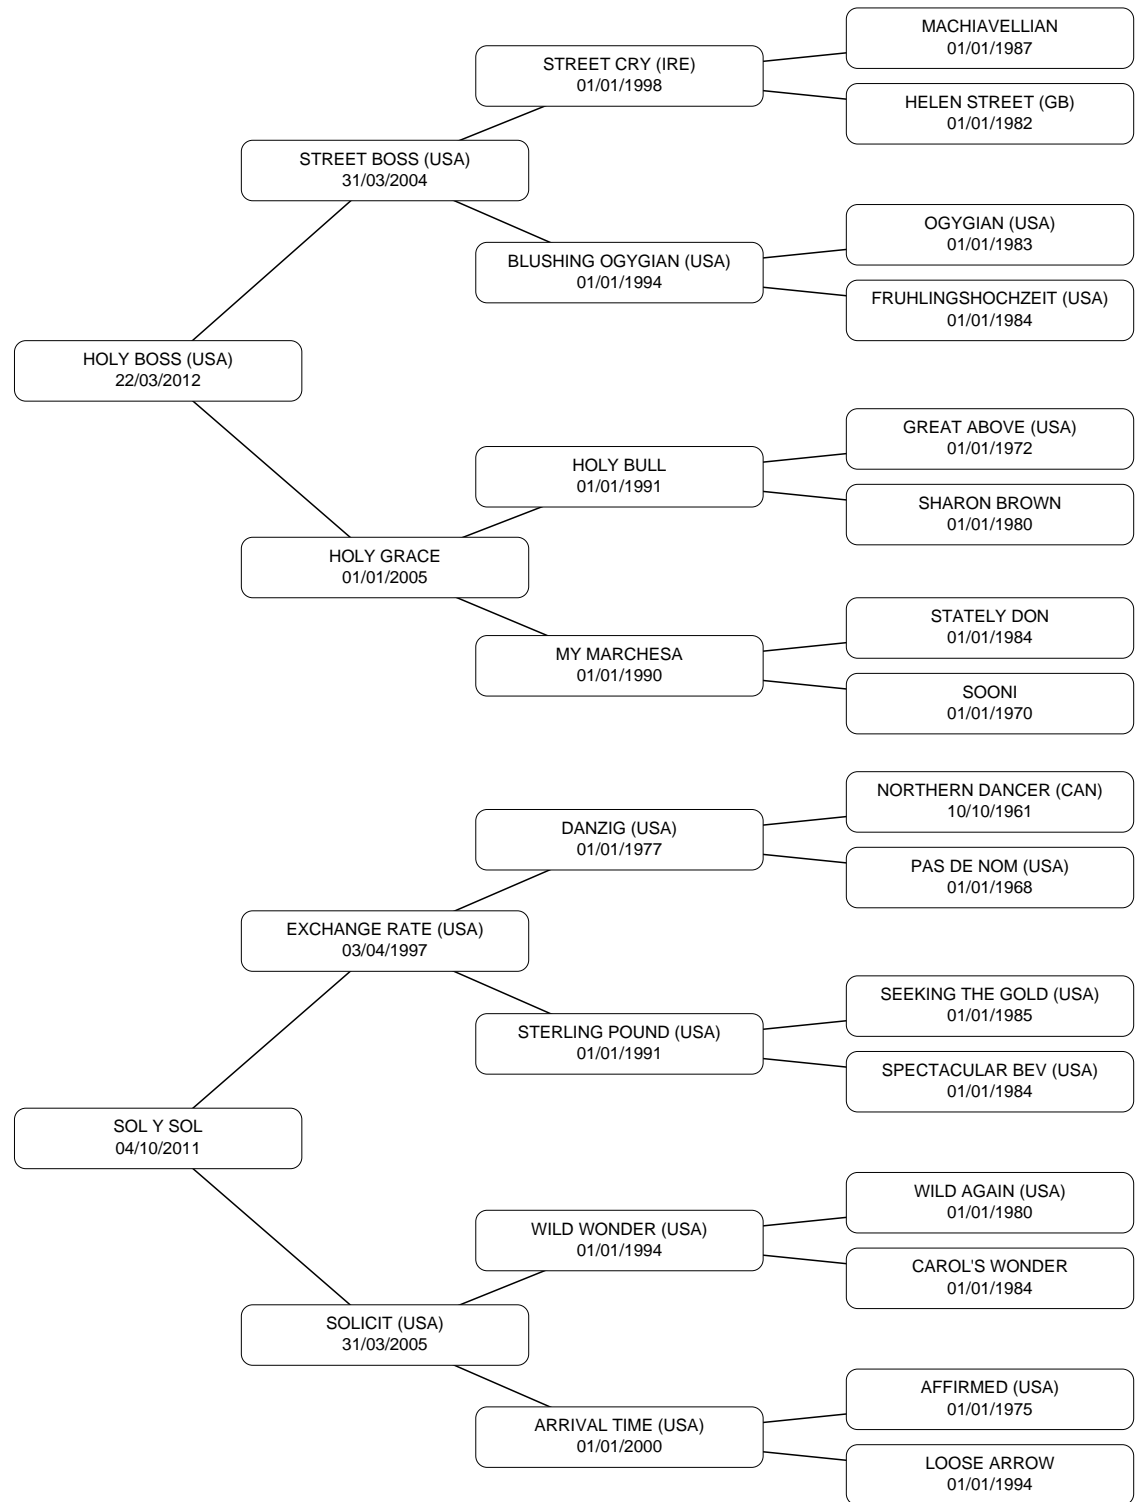 MACHIAVELLIAN
01/01/1987
STREET CRY (IRE)
01/01/1998
HELEN STREET (GB)
01/01/1982
STREET BOSS (USA)
31/03/2004
OGYGIAN (USA)
01/01/1983
BLUSHING OGYGIAN (USA)
01/01/1994
FRUHLINGSHOCHZEIT (USA)
01/01/1984
HOLY BOSS (USA)
22/03/2012
GREAT ABOVE (USA)
01/01/1972
HOLY BULL
01/01/1991
SHARON BROWN
01/01/1980
HOLY GRACE
01/01/2005
STATELY DON
01/01/1984
MY MARCHESA
01/01/1990
SOONI
01/01/1970
NORTHERN DANCER (CAN)
10/10/1961
DANZIG (USA)
01/01/1977
PAS DE NOM (USA)
01/01/1968
EXCHANGE RATE (USA)
03/04/1997
SEEKING THE GOLD (USA)
01/01/1985
STERLING POUND (USA)
01/01/1991
SPECTACULAR BEV (USA)
01/01/1984
SOL Y SOL
04/10/2011
WILD AGAIN (USA)
01/01/1980
WILD WONDER (USA)
01/01/1994
CAROL'S WONDER
01/01/1984
SOLICIT (USA)
31/03/2005
AFFIRMED (USA)
01/01/1975
ARRIVAL TIME (USA)
01/01/2000
LOOSE ARROW
01/01/1994